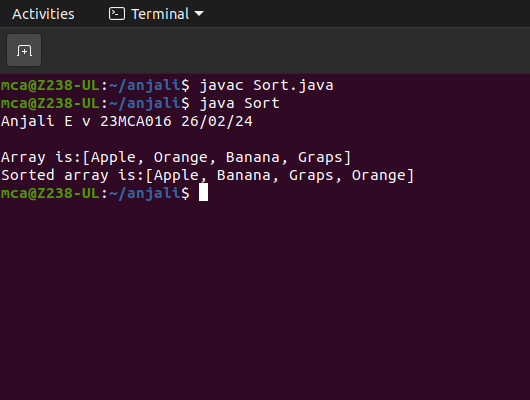 Activities Terminal
mca@Z238-UL:~/anjali$ javac Sort.java
mca@Z238-UL:~/anjali$ java Sort
Anjali E v 23MCA016 26/02/24
Array is:[Apple, Orange, Banana, Graps]
Sorted array is:[Apple, Banana, Graps, Orange]
mca@Z238-UL:~/anjali$